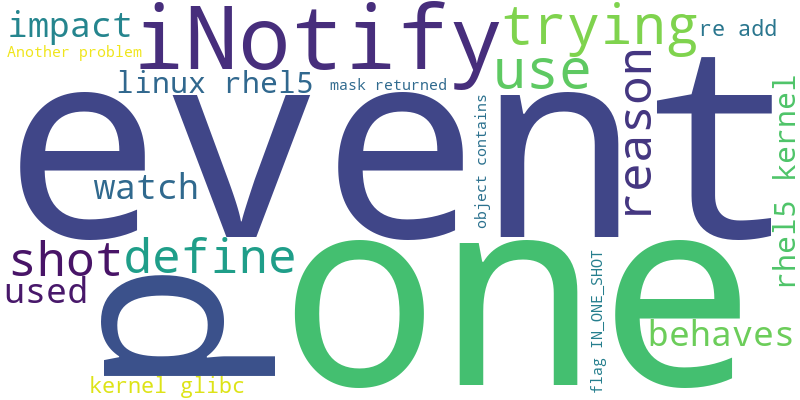 impact
iNotify
trying
re add
Another problem
linux rhel5
mask returned
use
event
reason
object contains
rhel5 kernel
watch
shot
define
used
p
one
flag IN_ONE_SHOT
behaves
kernel glibc